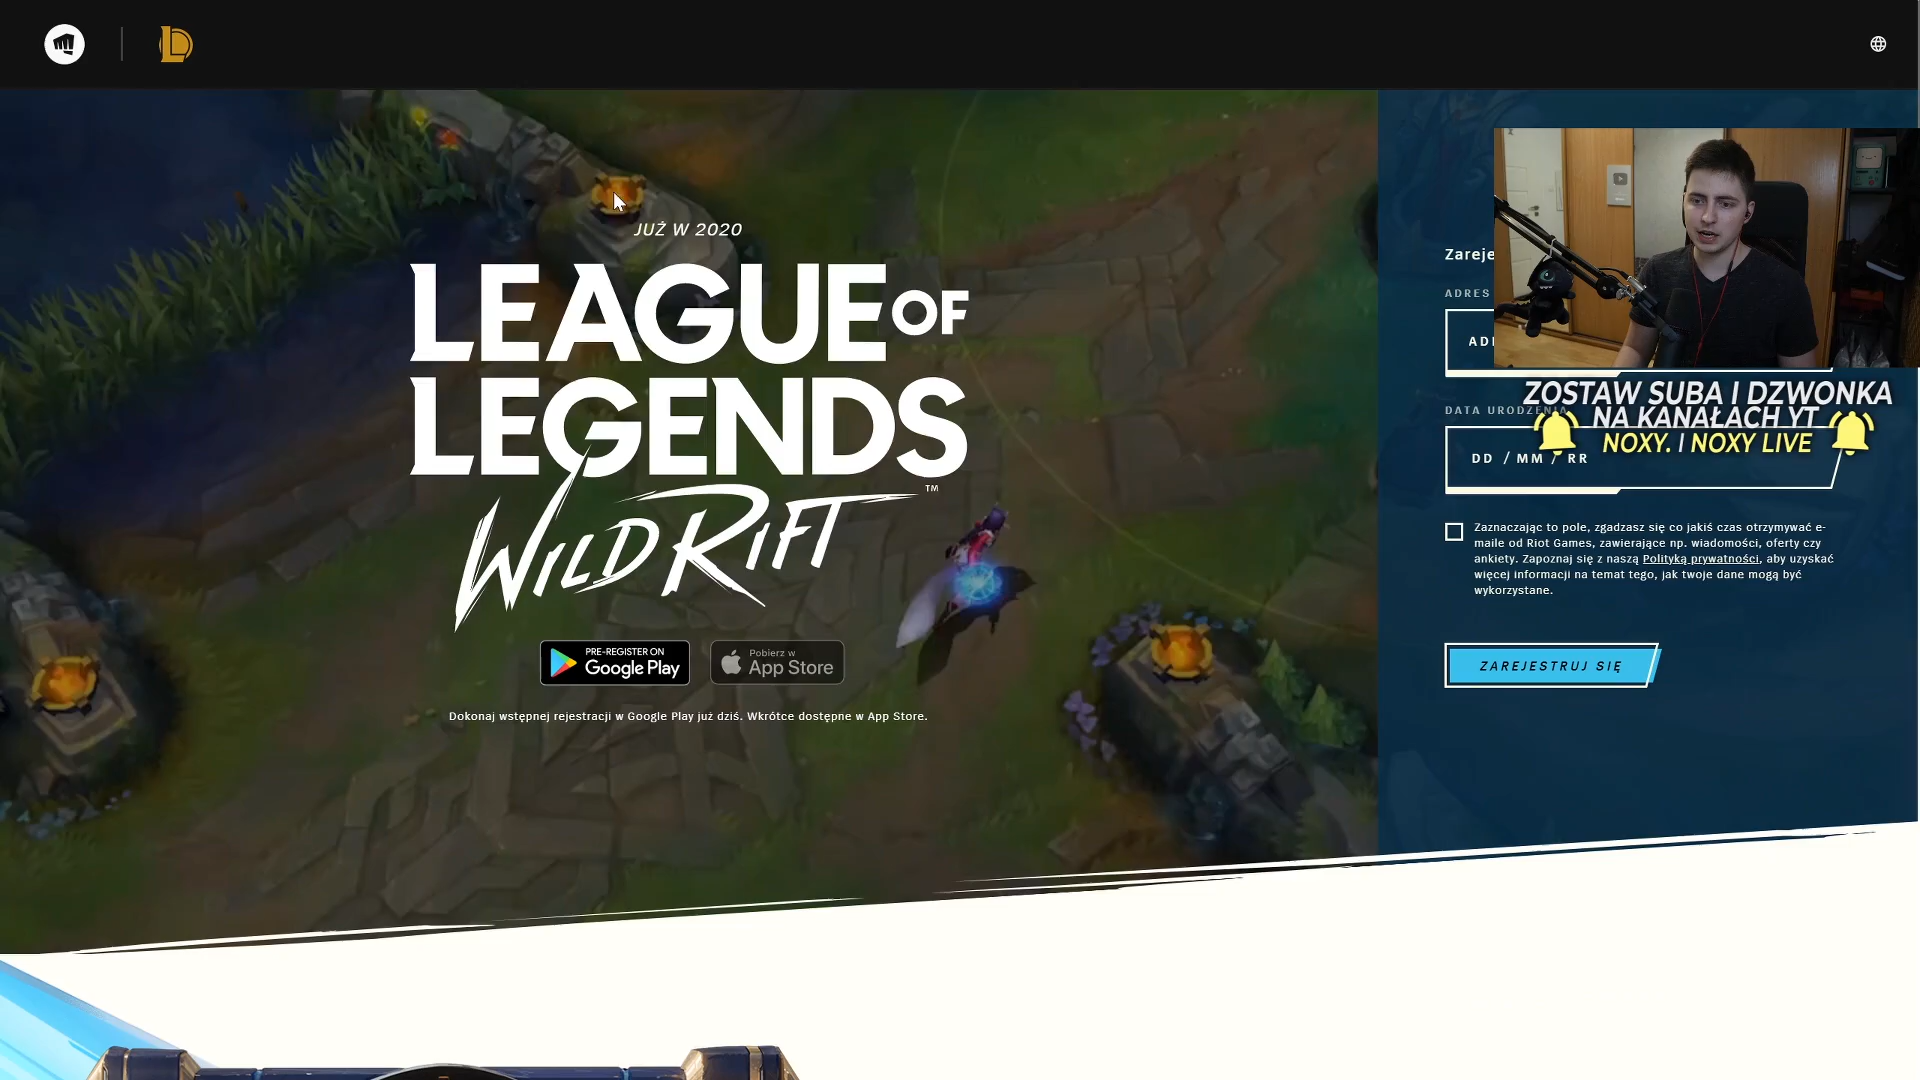 JUŻ W 2020
LEAGUE OF
LEGENDS
WILD RIFT
TM
PRE-REGISTER ON
Google Play
Pobierz w
App Store
Dokonaj wstępnej rejestracji w Google Play już dziś. Wkrótce dostępne w App Store.
ADRES
DATA URODZENIA
DD / MM / RR
ZOSTAW SUBA I DZWONKA
NA KANAŁACH YT
NOXY. I NOXY LIVE
Zaznaczając to pole, zgadzasz się co jakiś czas otrzymywać e-
maile od Riot Games, zawierające np. wiadomości, oferty czy
ankiety. Zapoznaj się z naszą Polityką prywatności, aby uzyskać
więcej informacji na temat tego, jak twoje dane mogą być
wykorzystane.
ZAREJESTRUJ SIĘ